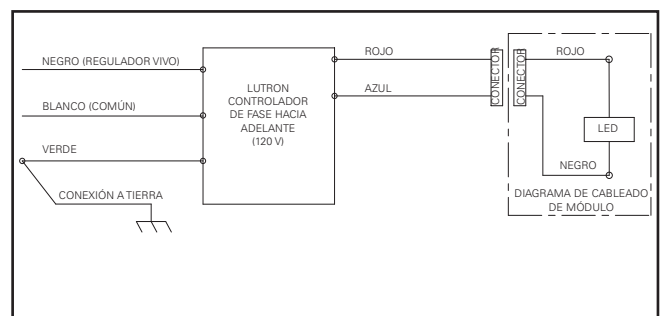 NEGRO (REGULADOR VIVO)
BLANCO (COMÚN)
VERDE
CONEXIÓN A TIERRA
LUTRON
CONTROLADOR
DE FASE HACIA
ADELANTE
(120 V)
ROJO
AZUL
CONECTOR
CONECTOR
ROJO
LED
NEGRO
DIAGRAMA DE CABLEADO
DE MÓDULO